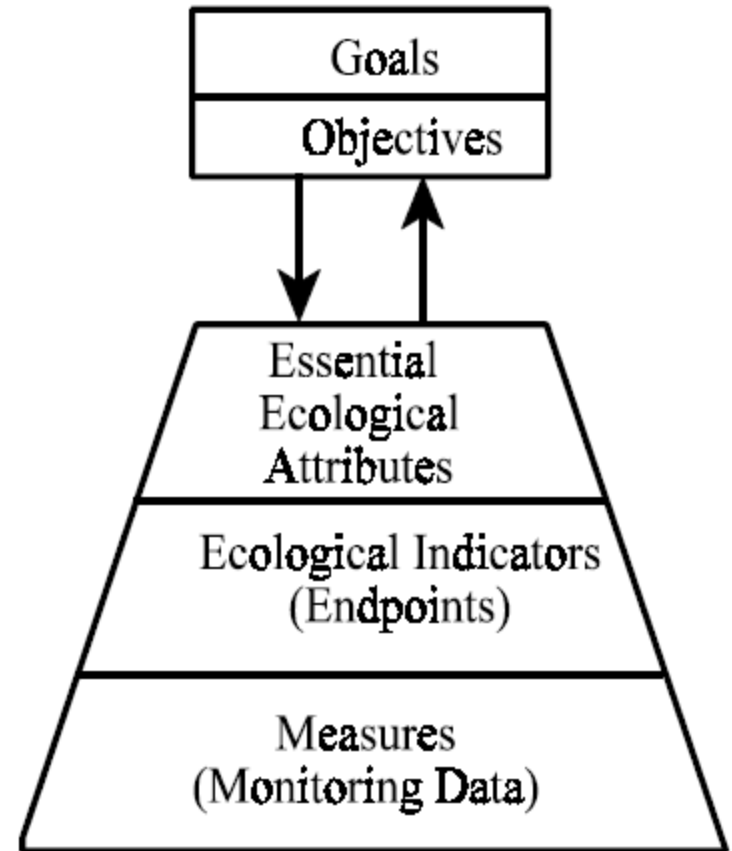 Goals
Objectives
Essential
Ecological
Attributes
Ecological Indicators
(Endpoints)
Measures
(Monitoring Data)